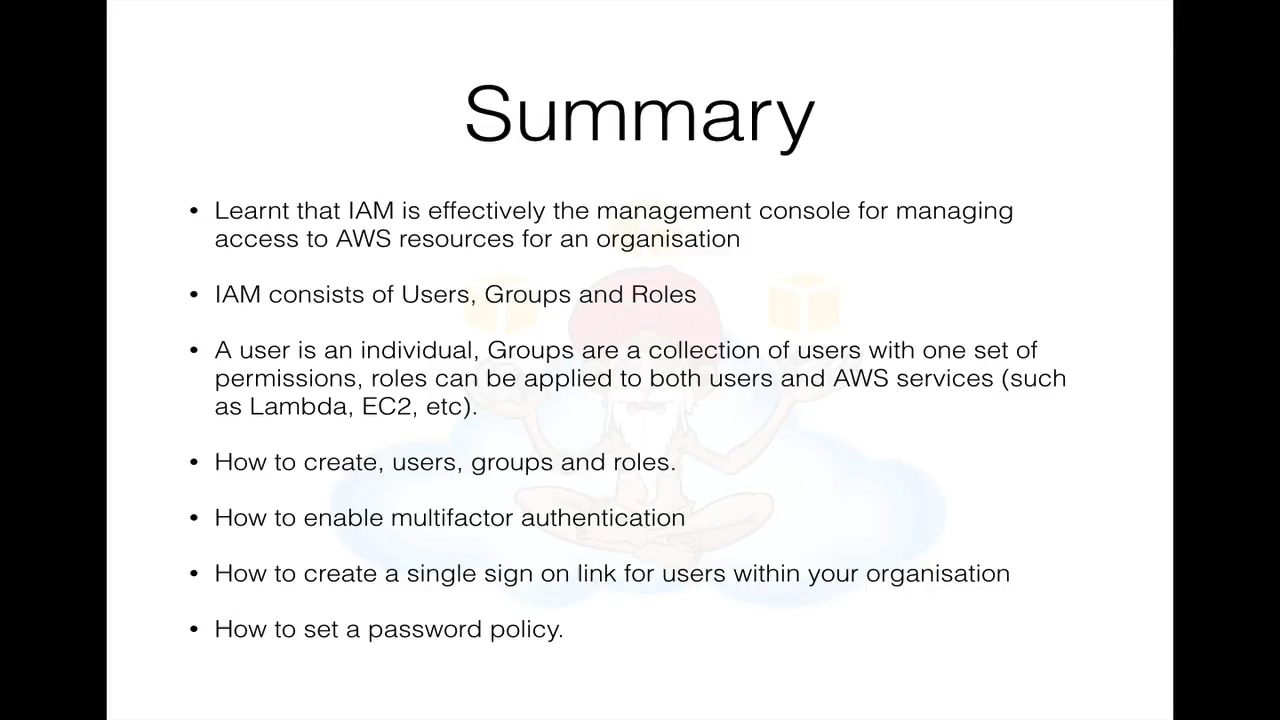 Summary
• Learnt that IAM is effectively the management console for managing
access to AWS resources for an organisation
• IAM consists of Users, Groups and Roles
• A user is an individual, Groups are a collection of users with one set of
permissions, roles can be applied to both users and AWS services (such
as Lambda, EC2, etc).
• How to create, users, groups and roles.
• How to enable multifactor authentication
• How to create a single sign on link for users within your organisation
• How to set a password policy.